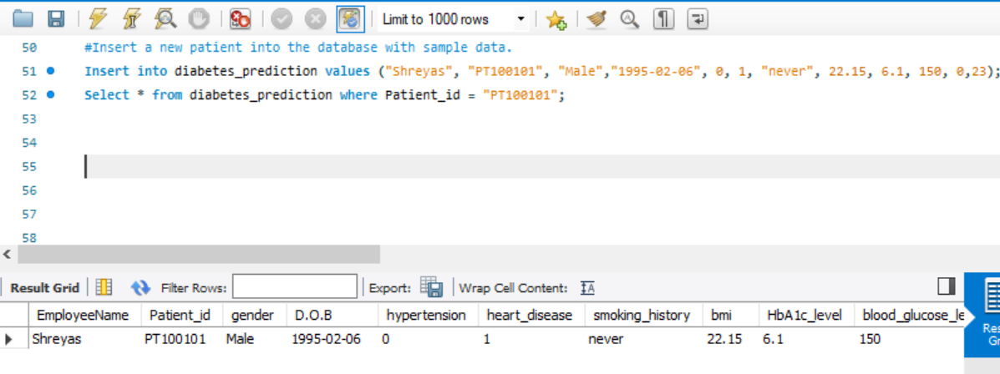 Limit to 1000 rows
50 #Insert a new patient into the database with sample data.
51 Insert into diabetes_prediction values ("Shreyas", "PT100101", "Male","1995-02-06", 0, 1, "never", 22.15, 6.1, 150, 0,23);
52 Select * from diabetes_prediction where Patient_id = "PT100101";
53
54
55
56
57
58
Result Grid Filter Rows: Export: Wrap Cell Content: IA
EmployeeName Patient_id gender D.O.B hypertension heart_disease smoking_history bmi HbA1c_level blood_glucose_le
Shreyas PT100101 Male 1995-02-06 0 1 never 22.15 6.1 150
Res
Gr